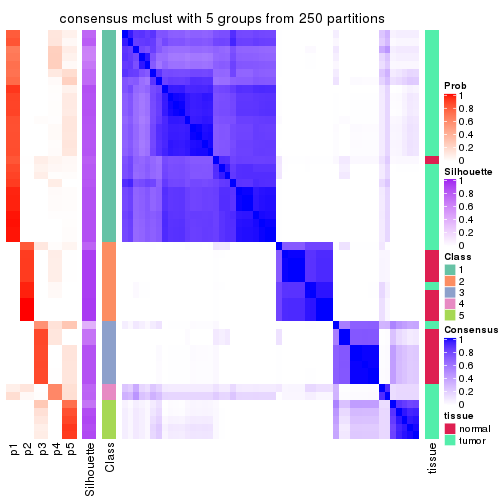 consensus mclust with 5 groups from 250 partitions
Prob
1
0.8
0.6
0.4
0.2
0
Silhouette
1
0.8
0.6
0.4
0.2
0
Class
1
2
3
4
5
Consensus
1
0.8
0.6
0.4
0.2
0
tissue
normal
tumor
p1
p2
p3
p4
p5
Silhouette
Class
tissue